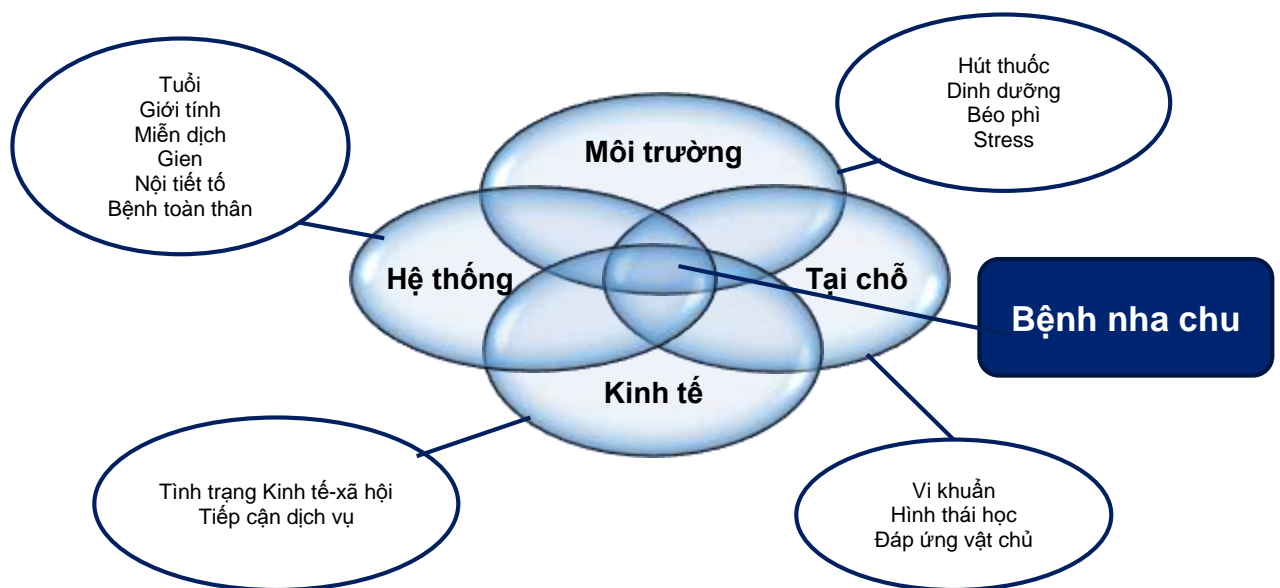 Tuổi
Giới tính
Miễn dịch
Gien
Nội tiết tố
Bệnh toàn thân
Hút thuốc
Dinh dưỡng
Béo phì
Stress
Môi trường
Hệ thống
Tại chỗ
Bệnh nha chu
Kinh tế
Tình trạng Kinh tế-xã hội
Tiếp cận dịch vụ
Vi khuẩn
Hình thái học
Đáp ứng vật chủ